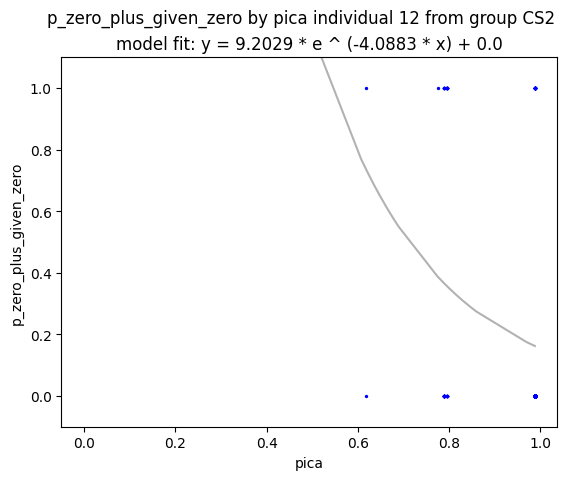 p_zero_plus_given_zero by pica individual 12 from group CS2
model fit: y = 9.2029 * e ^ (-4.0883 * x) + 0.0
1.0
0.8
0.6
0.4
0.2
0.0
p_zero_plus_given_zero
0.0 0.2 0.4 0.6 0.8 1.0
pica